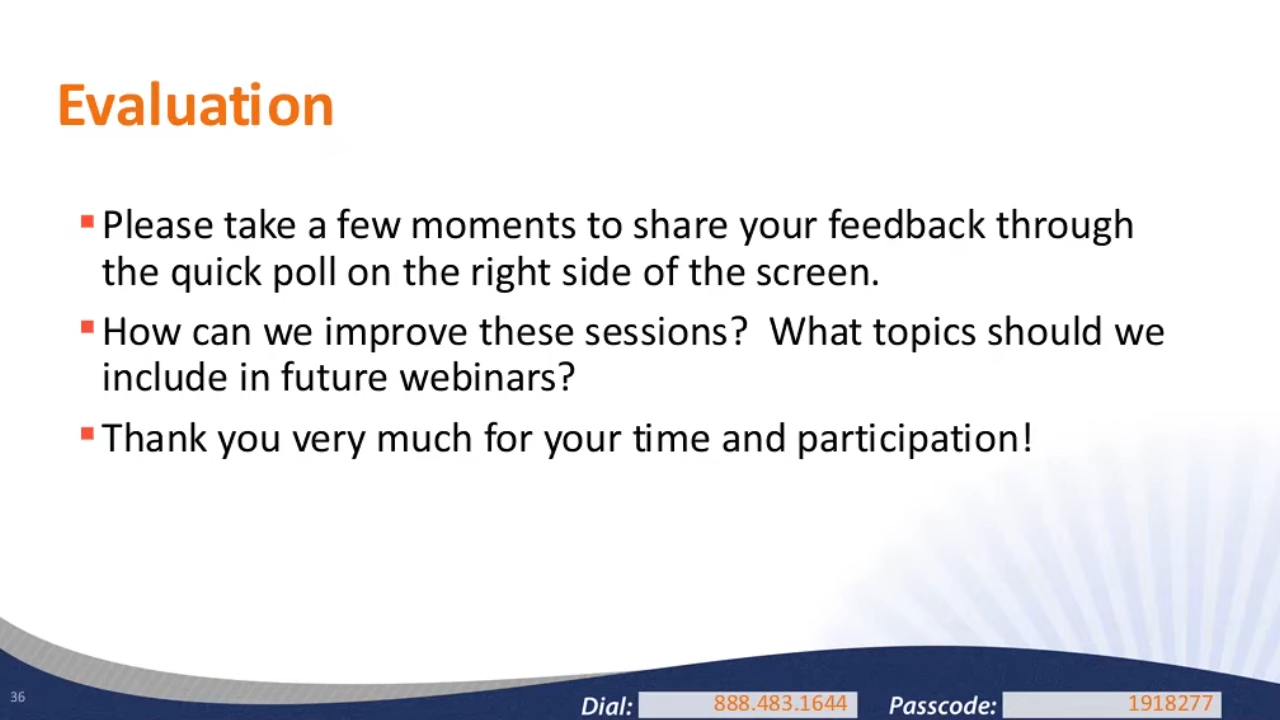 Evaluation
Please take a few moments to share your feedback through
the quick poll on the right side of the screen.
How can we improve these sessions?  What topics should we
include in future webinars?
Thank you very much for your time and participation!
36
Dial: 888.483.1644 Passcode: 1918277